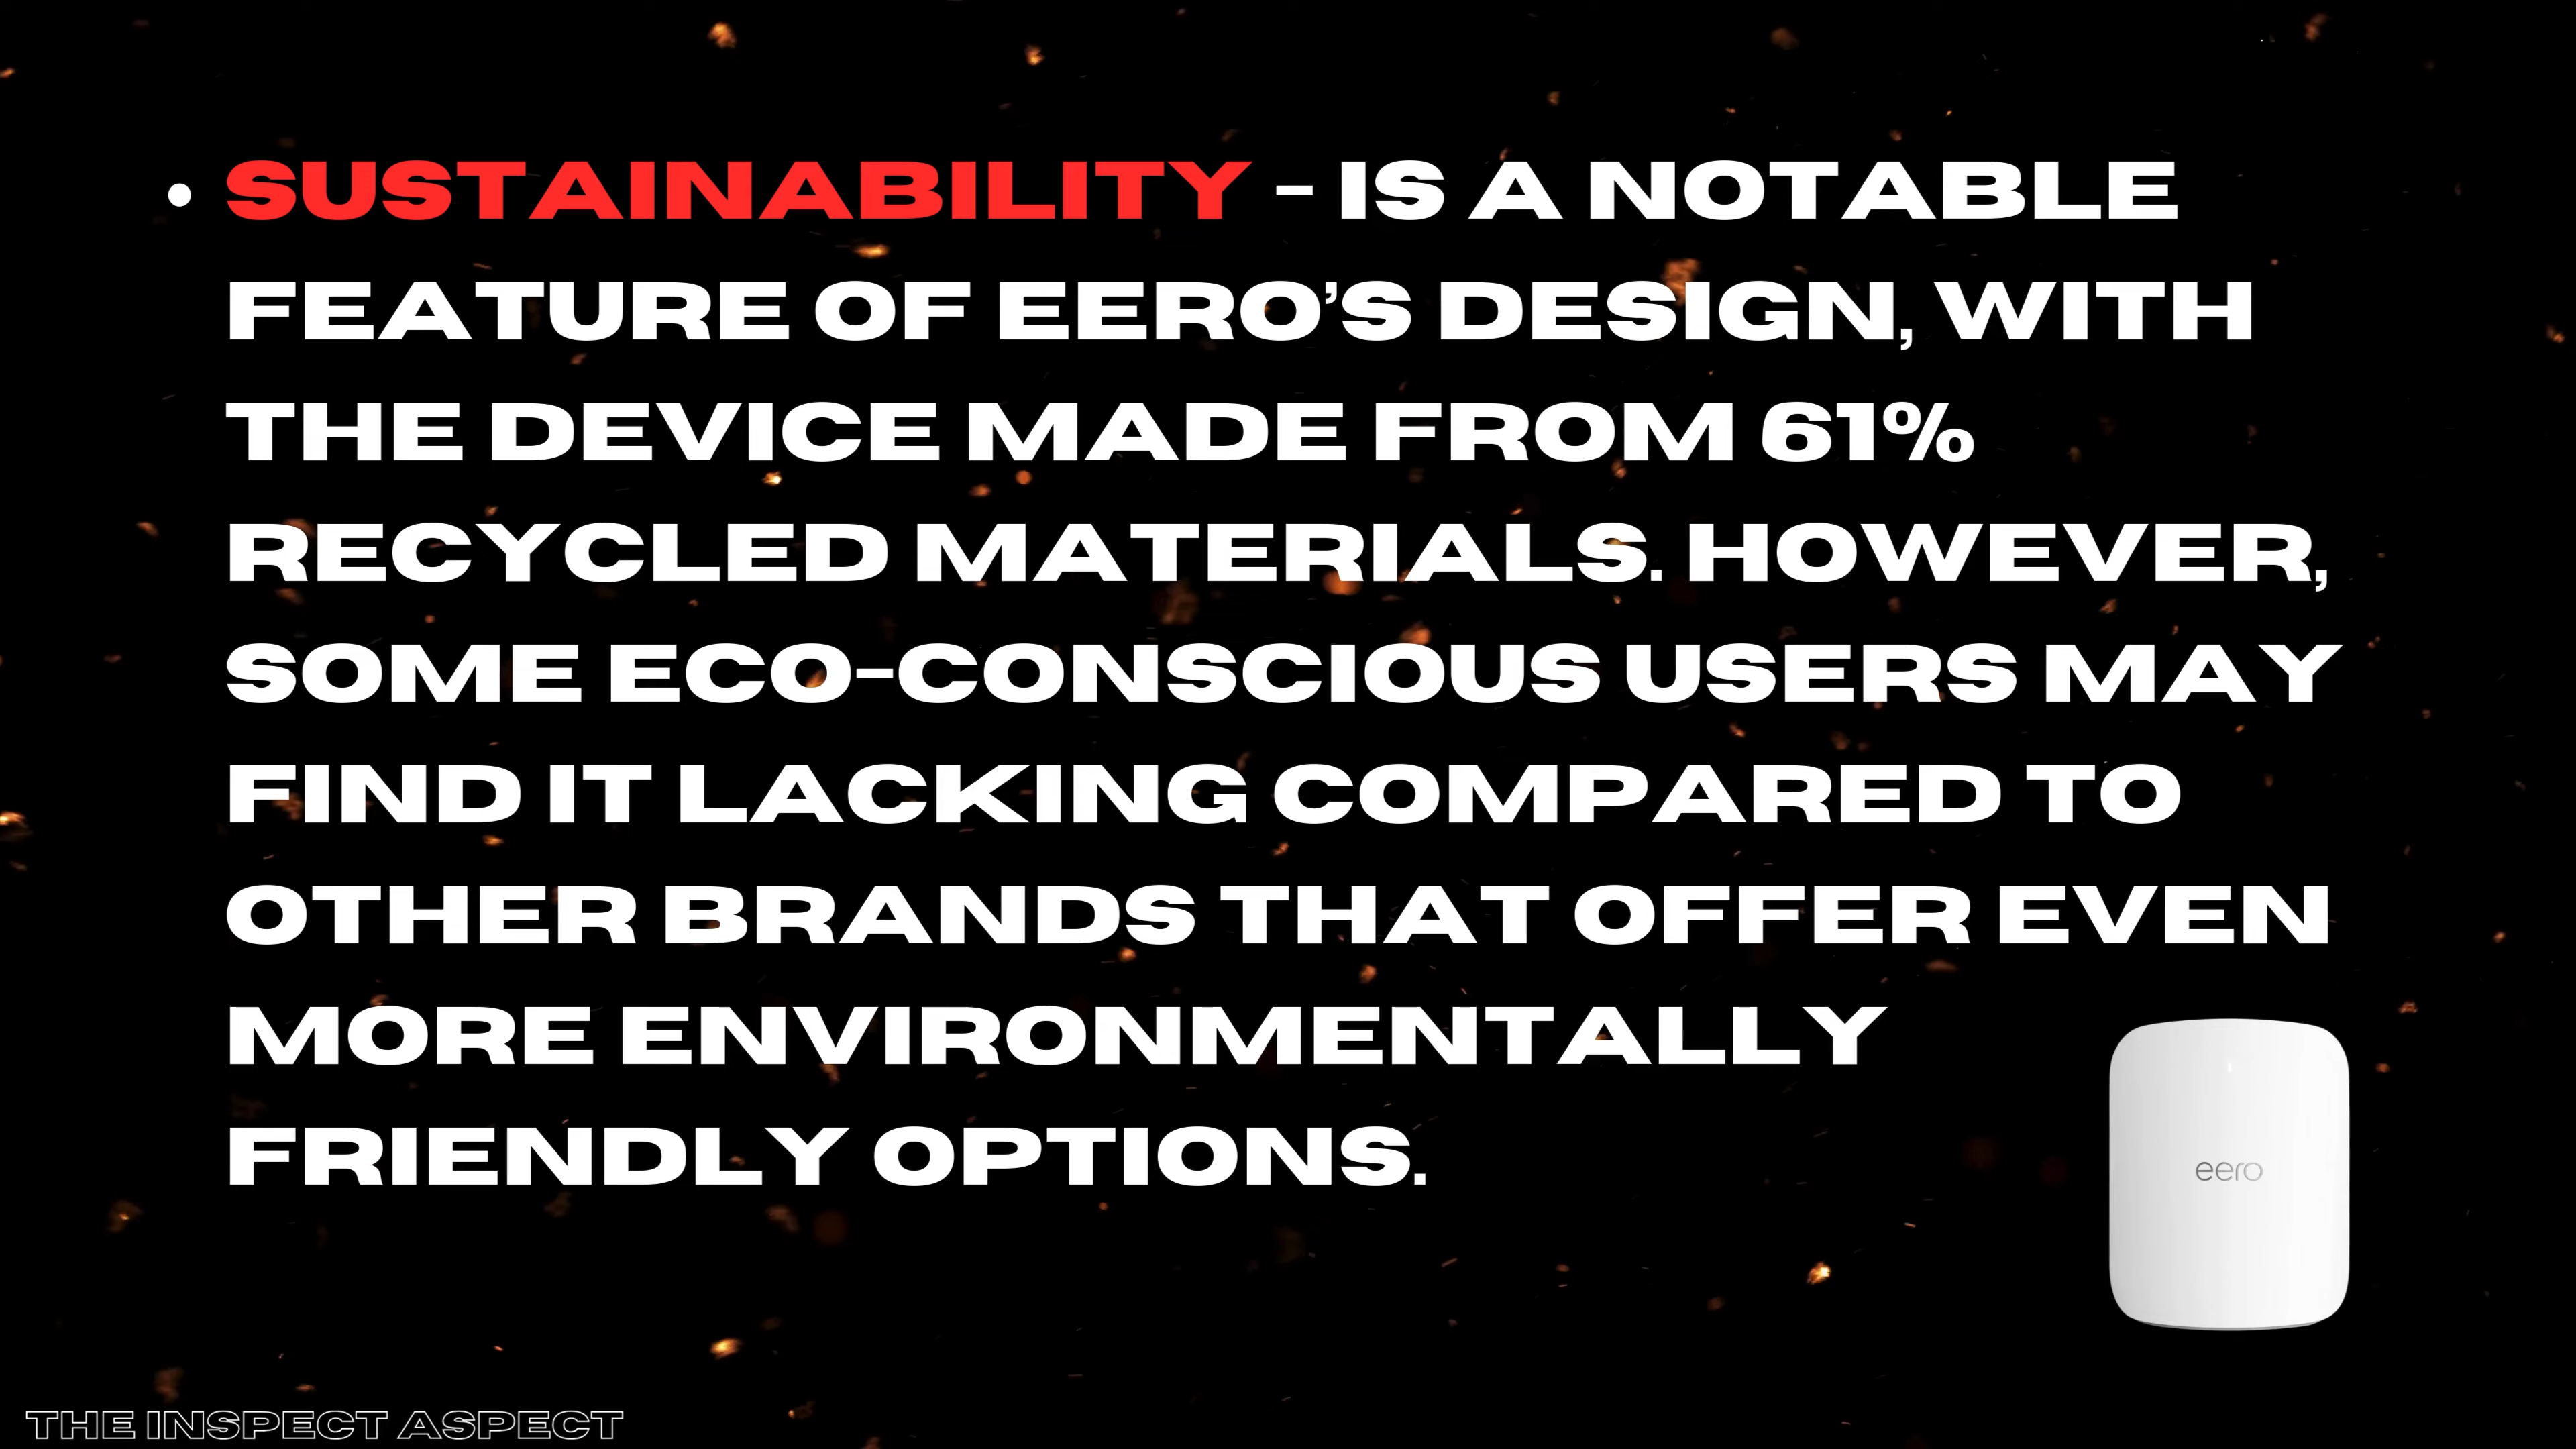 • SUSTAINABILITY - IS A NOTABLE
FEATURE OF EERO'S DESIGN, WITH
THE DEVICE MADE FROM 61%
RECYCLED MATERIALS. HOWEVER,
SOME ECO-CONSCIOUS USERS MAY
FIND IT LACKING COMPARED TO
OTHER BRANDS THAT OFFER EVEN
MORE ENVIRONMENTALLY
FRIENDLY OPTIONS.
eero
THE INSPECT ASPECT